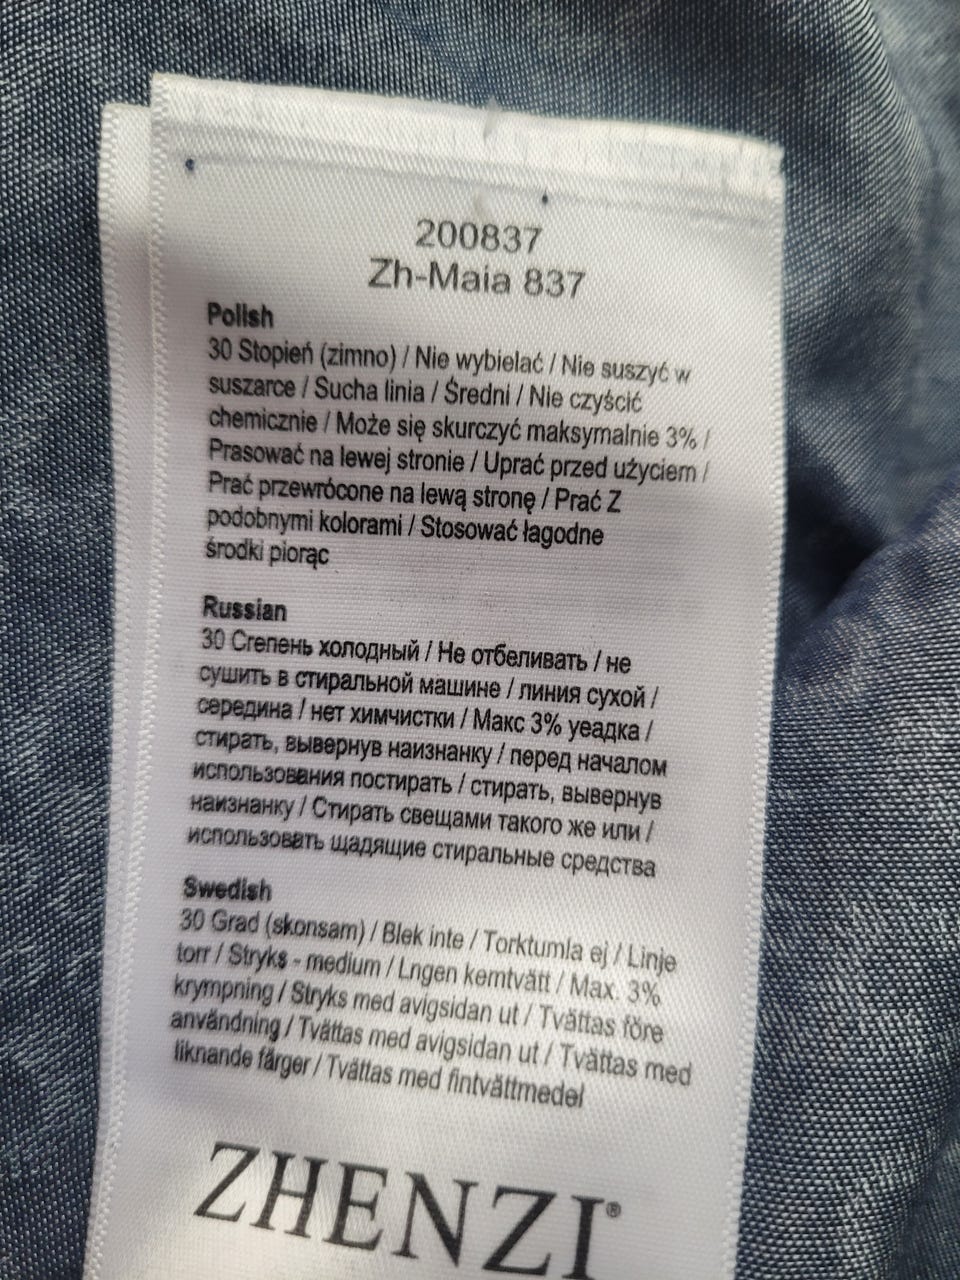 200837
Zh-Maia 837
Polish
30 Stopień (zimno) / Nie wybielać / Nie suszyć w
suszarce / Sucha linia / Średni / Nie czyścić
chemicznie / Może się skurczyć maksymalnie 3% /
Prasować na lewej stronie / Uprać przed użyciem /
Prać przewrócone na lewą stronę / Prać Z
podobnymi kolorami / Stosować łagodne
środki piorąc
Russian
30 Степень холодный / Не отбеливать / не
сушить в стиральной машине / линия сухой /
середина / нет химчистки / Макс 3% уеадка /
стирать, вывернув наизнанку / перед началом
использования постирать / стирать, вывернув
наизнанку / Стирать свещами такого же или /
использовать щадящие стиральные средства
Swedish
30 Grad (skonsam) / Blek inte / Torktumla ej / Linje
torr / Stryks - medium / Lngen kemtvätt / Max. 3%
krympning / Stryks med avigsidan ut / Tvättas före
användning / Tvättas med avigsidan ut / Tvättas med
liknande färger / Tvättas med fintvättmedel
ZHENZI®